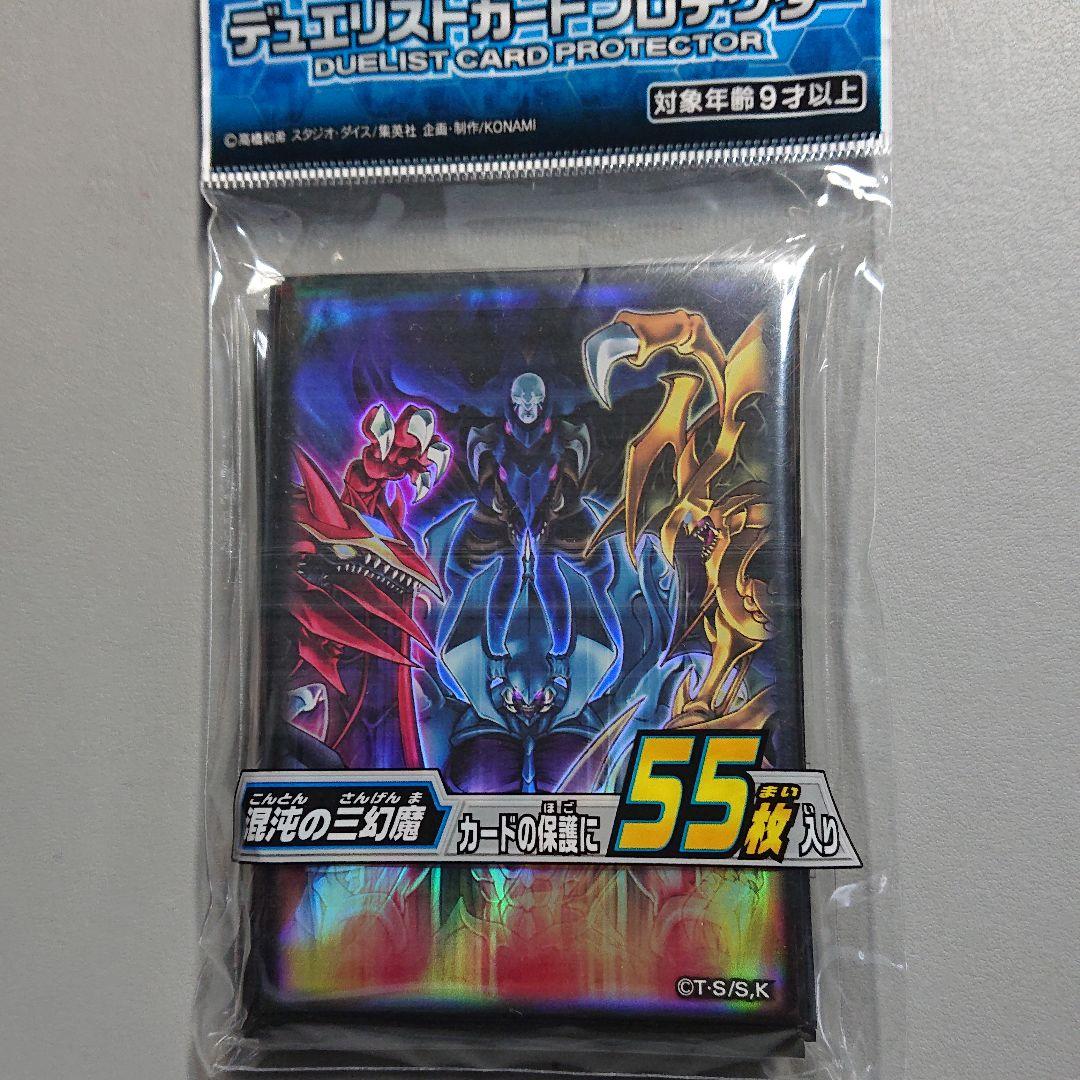 デュエリストカードプロテクター
DUELIST CARD PROTECTOR
対象年齢9才以上
©高橋和希 スタジオ・ダイス/集英社 企画・制作/KONAMI
こんとん さんげんま
混沌の三幻魔
ほご
カードの保護に
まい い
55枚入り
©T・S/S,K